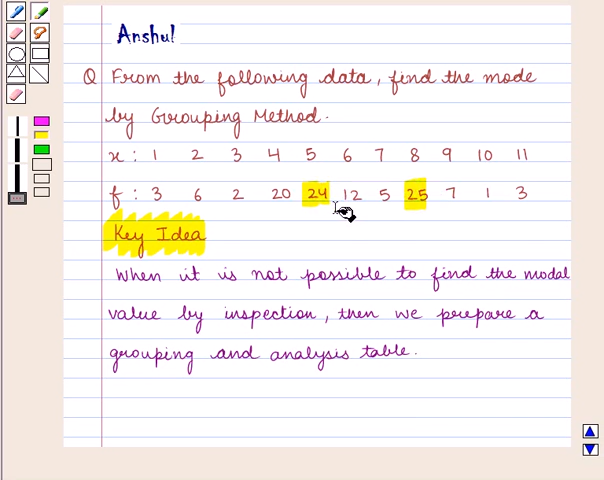 Anshul
Q From the following data, find the mode
by Grouping Method.
x : 1 2 3 4 5 6 7 8 9 10 11
f : 3 6 2 20 24 12 5 25 7 1 3
Key Idea
When it is not possible to find the modal
value by inspection, then we prepare a
grouping and analysis table.